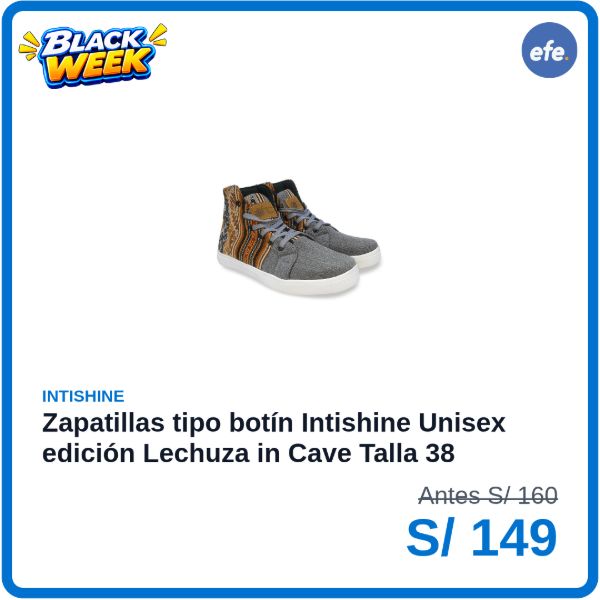 BLACK
WEEK
efe.
INTISHINE
Zapatillas tipo botín Intishine Unisex
edición Lechuza in Cave Talla 38
Antes S/ 160
S/ 149